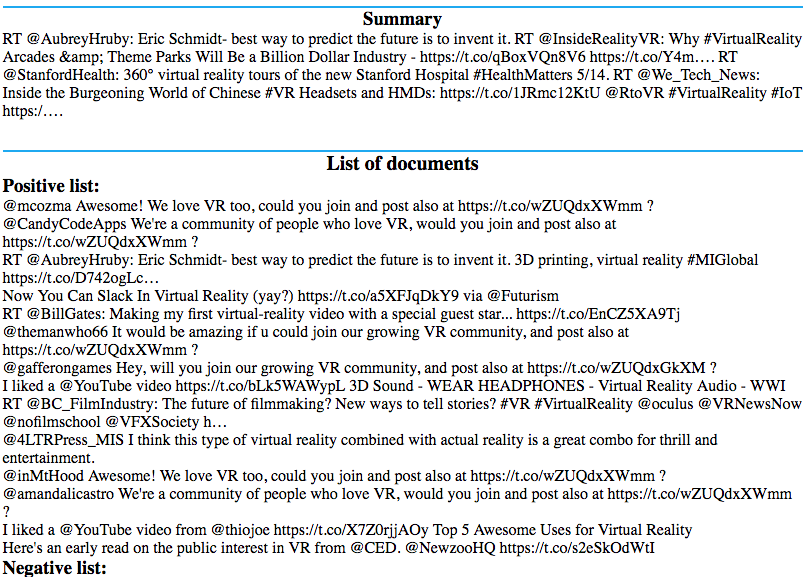 Summary
RT @AubreyHruby: Eric Schmidt- best way to predict the future is to invent it. RT @InsideRealityVR: Why #VirtualReality
Arcades &amp; Theme Parks Will Be a Billion Dollar Industry - https://t.co/qBoxVQn8V6 https://t.co/Y4m…. RT
@StanfordHealth: 360° virtual reality tours of the new Stanford Hospital #HealthMatters 5/14. RT @We_Tech_News:
Inside the Burgeoning World of Chinese #VR Headsets and HMDs: https://t.co/1JRmc12KtU @RtoVR #VirtualReality #IoT
https:/….
List of documents
Positive list:
@mcozma Awesome! We love VR too, could you join and post also at https://t.co/wZUQdxXWmm ?
@CandyCodeApps We're a community of people who love VR, would you join and post also at
https://t.co/wZUQdxXWmm ?
RT @AubreyHruby: Eric Schmidt- best way to predict the future is to invent it. 3D printing, virtual reality #MIGlobal
https://t.co/D742ogLc…
Now You Can Slack In Virtual Reality (yay?) https://t.co/a5XFJqDkY9 via @Futurism
RT @BillGates: Making my first virtual-reality video with a special guest star... https://t.co/EnCZ5XA9Tj
@themanwho66 It would be amazing if u could join our growing VR community, and post also at
https://t.co/wZUQdxXWmm ?
@gafferongames Hey, will you join our growing VR community, and post also at https://t.co/wZUQdxGkXM ?
I liked a @YouTube video https://t.co/bLk5WAWypL 3D Sound - WEAR HEADPHONES - Virtual Reality Audio - WWI
RT @BC_FilmIndustry: The future of filmmaking? New ways to tell stories? #VR #VirtualReality @oculus @VRNewsNow
@nofilmschool @VFXSociety h…
@4LTRPress_MIS I think this type of virtual reality combined with actual reality is a great combo for thrill and
entertainment.
@inMtHood Awesome! We love VR too, could you join and post also at https://t.co/wZUQdxXWmm ?
@amandalicastro We're a community of people who love VR, would you join and post also at https://t.co/wZUQdxXWmm
?
I liked a @YouTube video from @thiojoe https://t.co/X7Z0rjjAOy Top 5 Awesome Uses for Virtual Reality
Here's an early read on the public interest in VR from @CED. @NewzooHQ https://t.co/s2eSkOdWtI
Negative list: